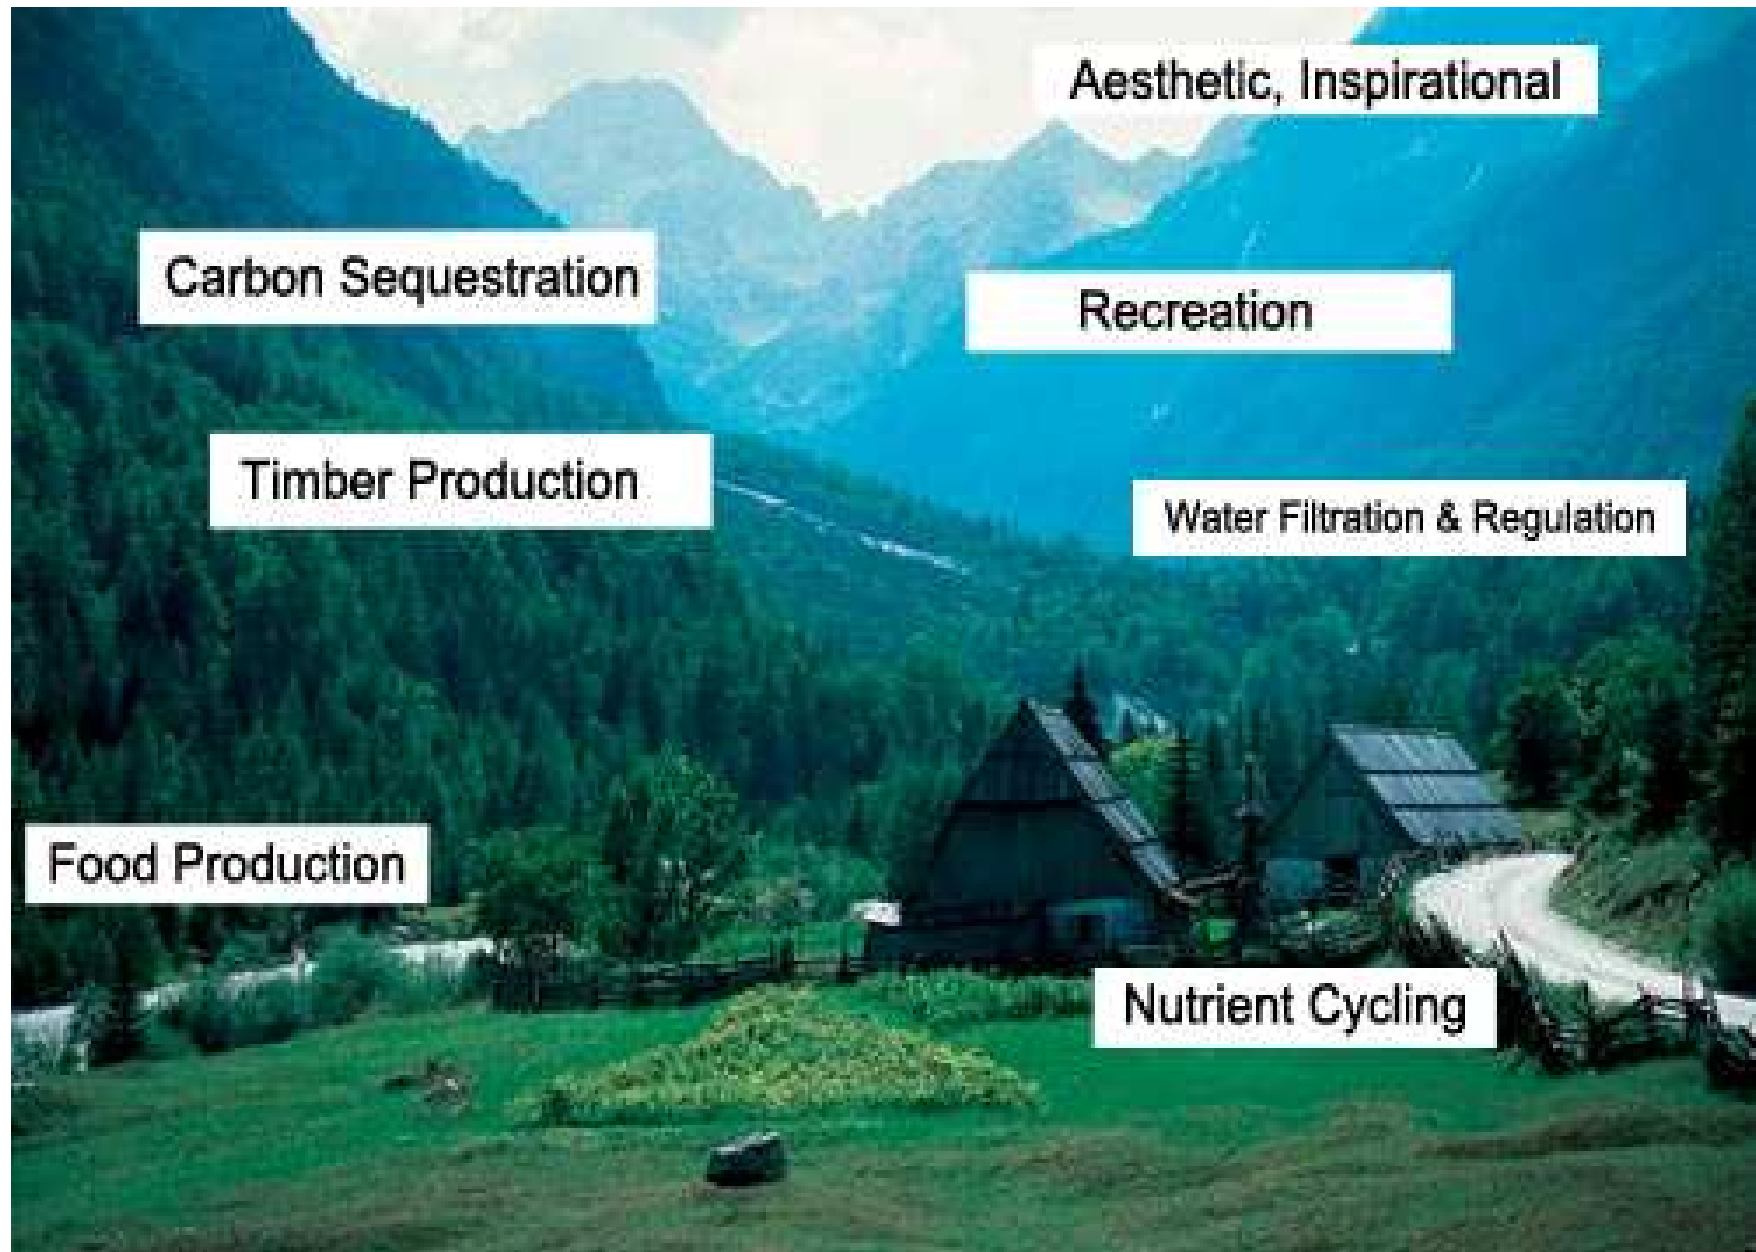 Aesthetic, Inspirational
Carbon Sequestration
Recreation
Timber Production
Water Filtration & Regulation
Food Production
Nutrient Cycling